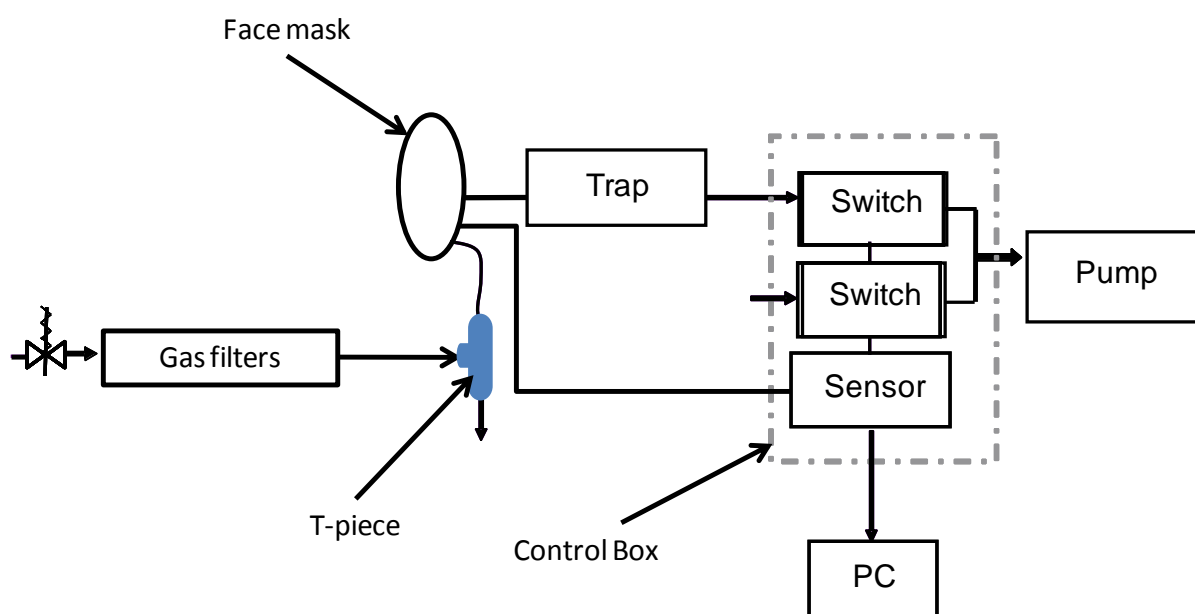 Face mask
Trap
Switch
Switch
Pump
Gas filters
Sensor
T-piece
Control Box
PC